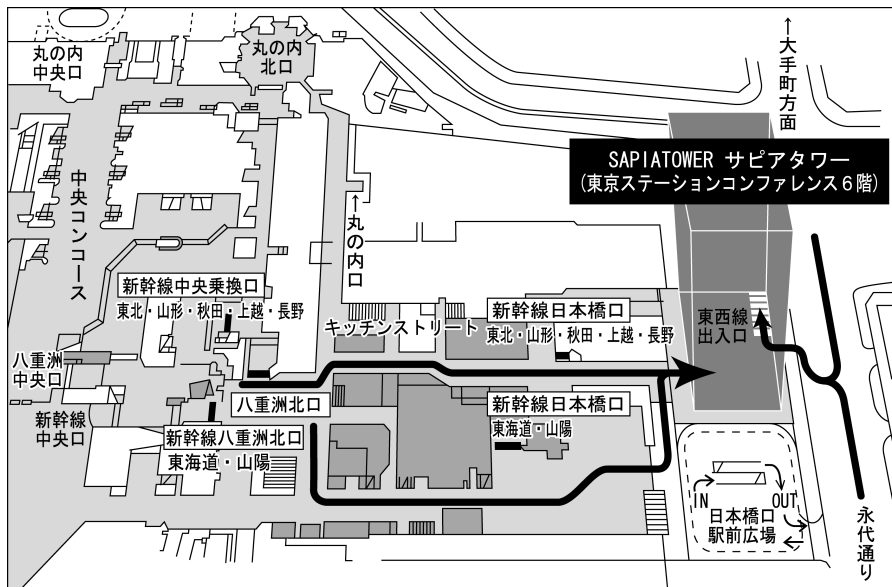 丸の内
中央口
丸の内
北口
↑大手町方面
SAPIATOWER サピアタワー
(東京ステーションコンファレンス6階)
中央コンコース
↑丸の内口
新幹線中央乗換口
東北・山形・秋田・上越・長野
キッチンストリート
新幹線日本橋口
東北・山形・秋田・上越・長野
東西線
出入口
八重洲
中央口
八重洲北口
新幹線日本橋口
東海道・山陽
新幹線
中央口
新幹線八重洲北口
東海道・山陽
IN
OUT
日本橋口
駅前広場
永代通り↓